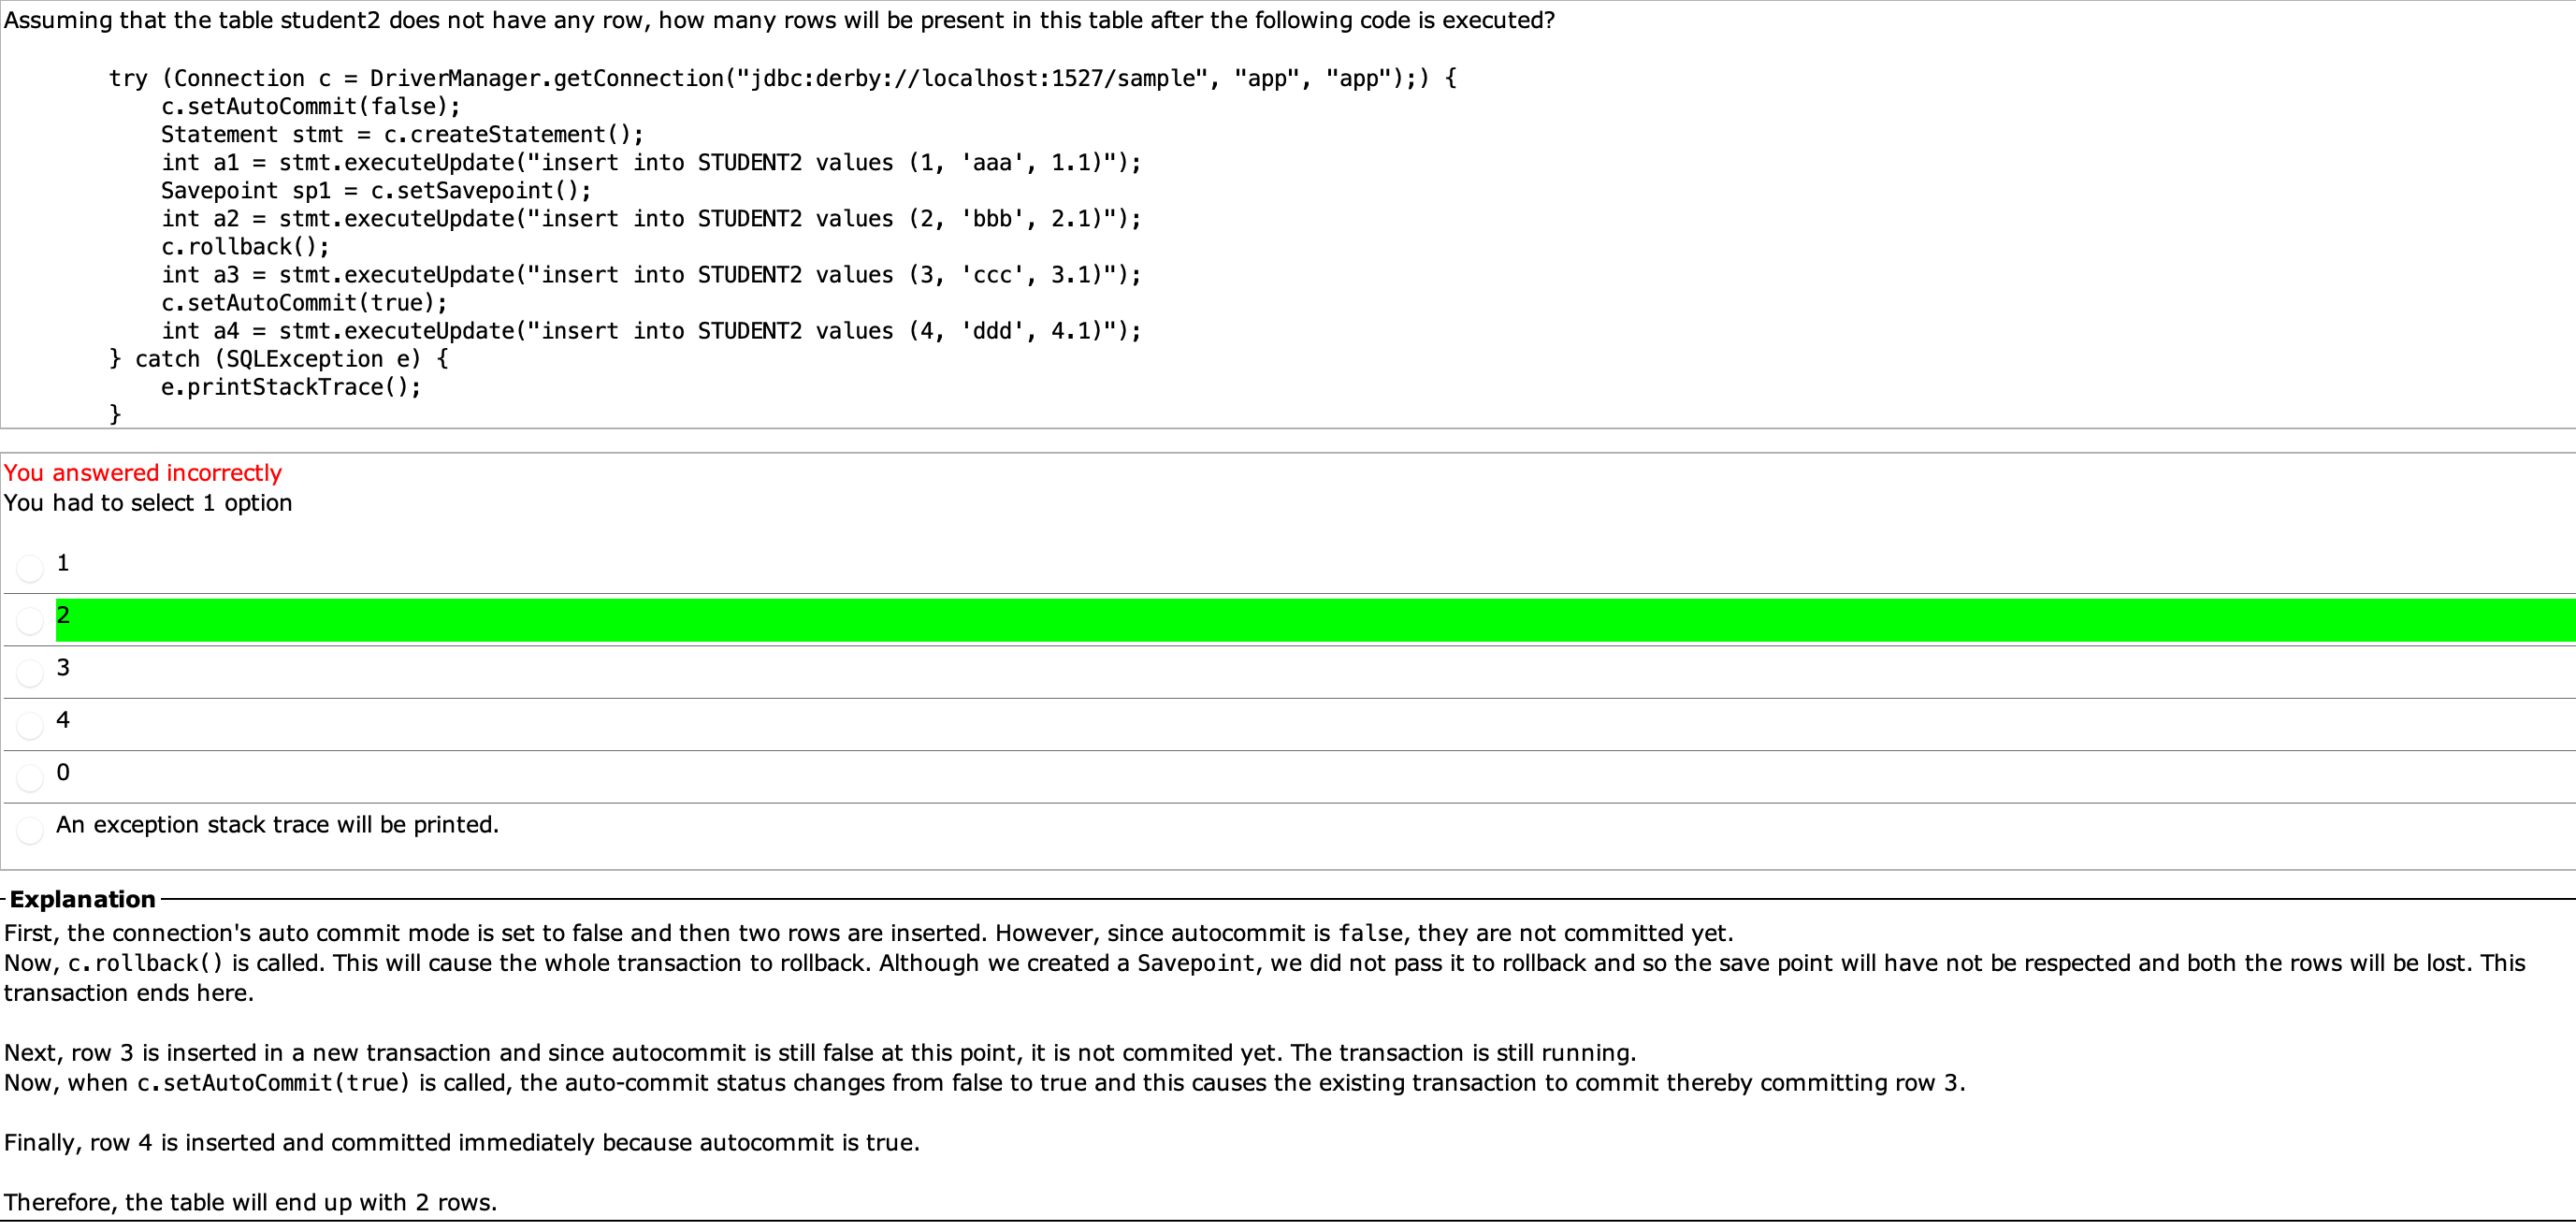 Assuming that the table student2 does not have any row, how many rows will be present in this table after the following code is executed?
try (Connection c = DriverManager.getConnection("jdbc:derby://localhost:1527/sample", "app", "app");) {
c.setAutoCommit(false);
Statement stmt = c.createStatement();
int a1 = stmt.executeUpdate("insert into STUDENT2 values (1, 'aaa', 1.1)");
Savepoint sp1 = c.setSavepoint();
int a2 = stmt.executeUpdate("insert into STUDENT2 values (2, 'bbb', 2.1)");
c.rollback();
int a3 = stmt.executeUpdate("insert into STUDENT2 values (3, 'ccc', 3.1)");
c.setAutoCommit(true);
int a4 = stmt.executeUpdate("insert into STUDENT2 values (4, 'ddd', 4.1)");
} catch (SQLException e) {
e.printStackTrace();
}
You answered incorrectly
You had to select 1 option
1
2
3
4
0
An exception stack trace will be printed.
Explanation
First, the connection's auto commit mode is set to false and then two rows are inserted. However, since autocommit is false, they are not committed yet.
Now, c.rollback() is called. This will cause the whole transaction to rollback. Although we created a Savepoint, we did not pass it to rollback and so the save point will have not be respected and both the rows will be lost. This
transaction ends here.
Next, row 3 is inserted in a new transaction and since autocommit is still false at this point, it is not commited yet. The transaction is still running.
Now, when c.setAutoCommit(true) is called, the auto-commit status changes from false to true and this causes the existing transaction to commit thereby committing row 3.
Finally, row 4 is inserted and committed immediately because autocommit is true.
Therefore, the table will end up with 2 rows.